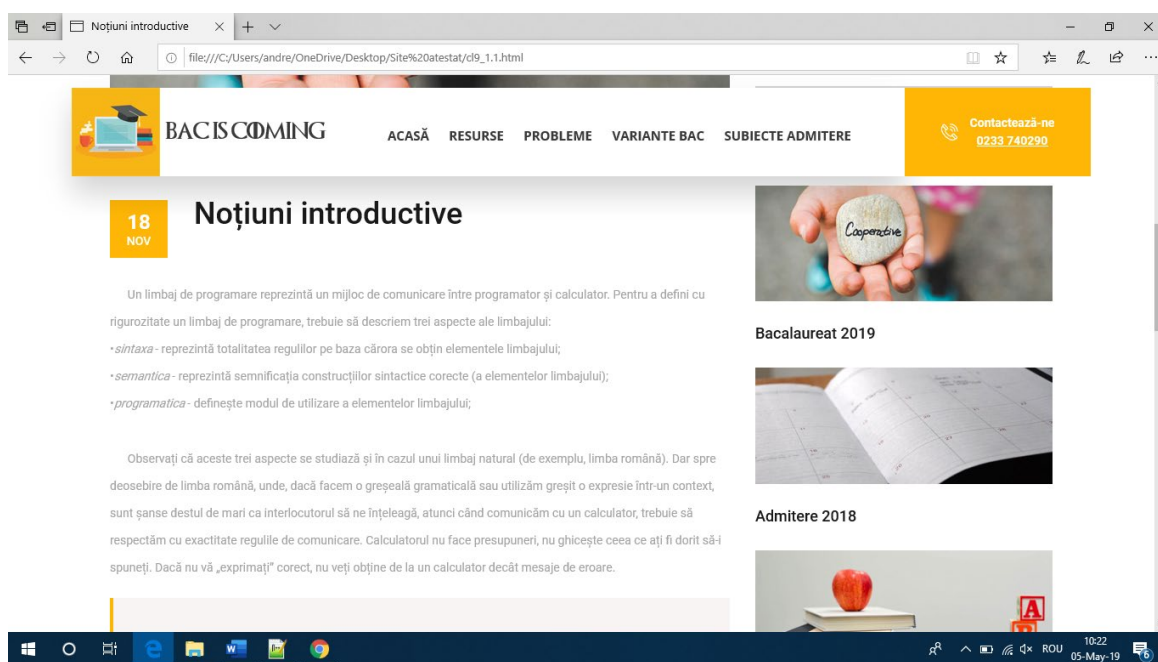 Noțiuni introductive
file:///C:/Users/andre/OneDrive/Desktop/Site%20atestat/cl9_1.1.html
BAC IS COMING
ACASĂ RESURSE PROBLEME VARIANTE BAC SUBIECTE ADMITERE
Contactează-ne
0233 740290
18
NOV
Noțiuni introductive
Un limbaj de programare reprezintă un mijloc de comunicare între programator și calculator. Pentru a defini cu
rigurozitate un limbaj de programare, trebuie să descriem trei aspecte ale limbajului:
•sintaxa- reprezintă totalitatea regulilor pe baza cărora se obțin elementele limbajului;
•semantica- reprezintă semnificația construcțiilor sintactice corecte (a elementelor limbajului);
•programatica- definește modul de utilizare a elementelor limbajului;
Observați că aceste trei aspecte se studiază și în cazul unui limbaj natural (de exemplu, limba română). Dar spre
deosebire de limba română, unde, dacă facem o greșeală gramaticală sau utilizăm greșit o expresie într-un context,
sunt șanse destul de mari ca interlocutorul să ne înțeleagă, atunci când comunicăm cu un calculator, trebuie să
respectăm cu exactitate regulile de comunicare. Calculatorul nu face presupuneri, nu ghicește ceea ce ați fi dorit să-i
spuneți. Dacă nu vă „exprimați” corect, nu veți obține de la un calculator decât mesaje de eroare.
Cooperative
Bacalaureat 2019
Admitere 2018
A
ROU
10:22
05-May-19
6